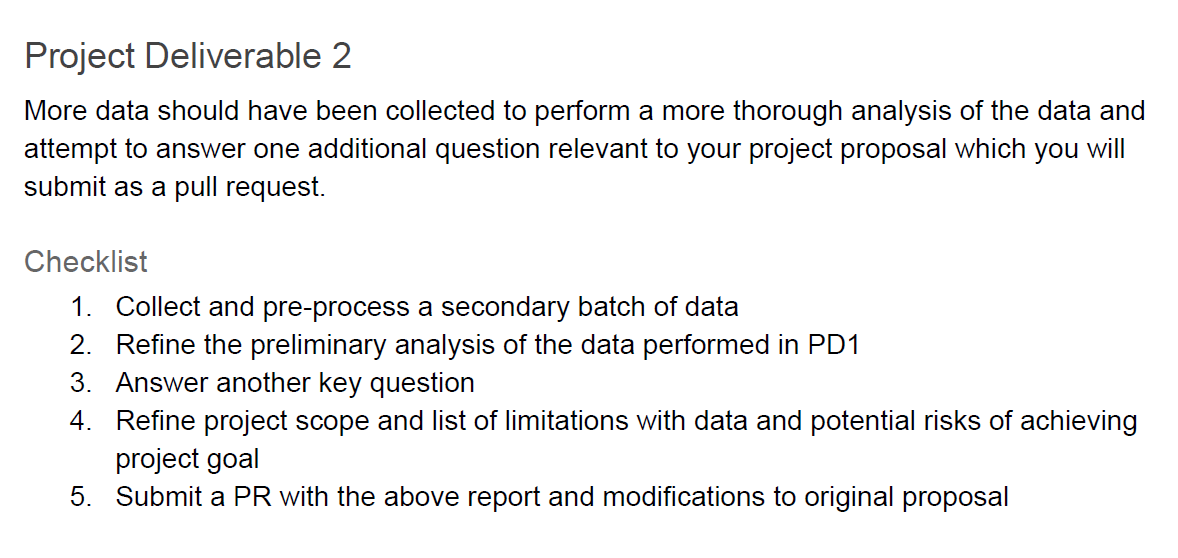 Project Deliverable 2
More data should have been collected to perform a more thorough analysis of the data and
attempt to answer one additional question relevant to your project proposal which you will
submit as a pull request.
Checklist
1. Collect and pre-process a secondary batch of data
2. Refine the preliminary analysis of the data performed in PD1
3. Answer another key question
4. Refine project scope and list of limitations with data and potential risks of achieving
project goal
5. Submit a PR with the above report and modifications to original proposal